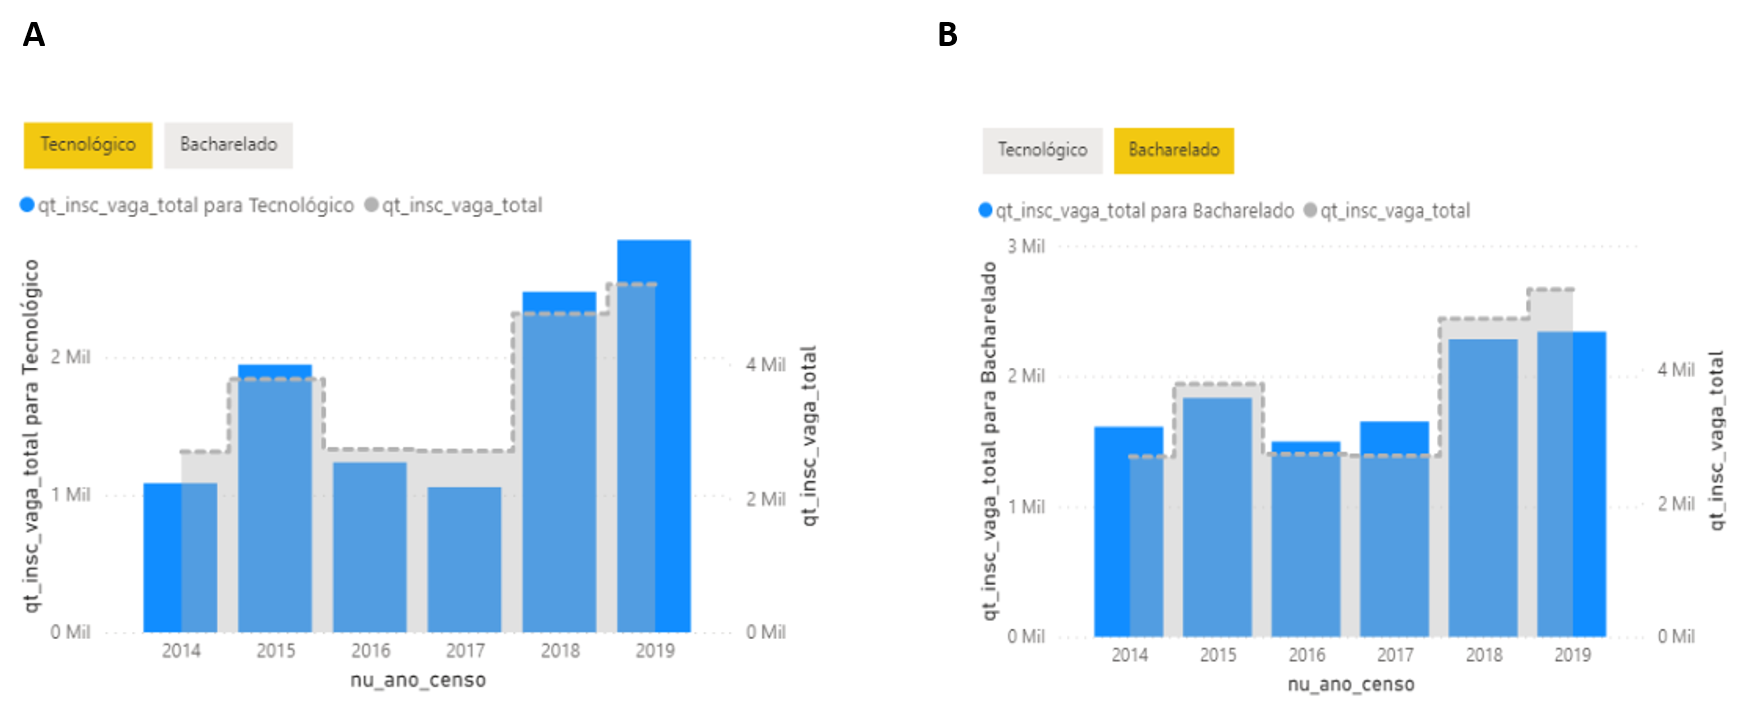 A
Tecnológico Bacharelado
qt_insc_vaga_total para Tecnológico qt_insc_vaga_total
qt_insc_vaga_total para Tecnológico
2 Mil
1 Mil
0 Mil
4 Mil
2 Mil
0 Mil
qt_insc_vaga_total
2014 2015 2016 2017 2018 2019
nu_ano_censo
B
Tecnológico Bacharelado
qt_insc_vaga_total para Bacharelado qt_insc_vaga_total
qt_insc_vaga_total para Bacharelado
3 Mil
2 Mil
1 Mil
0 Mil
4 Mil
2 Mil
0 Mil
qt_insc_vaga_total
2014 2015 2016 2017 2018 2019
nu_ano_censo